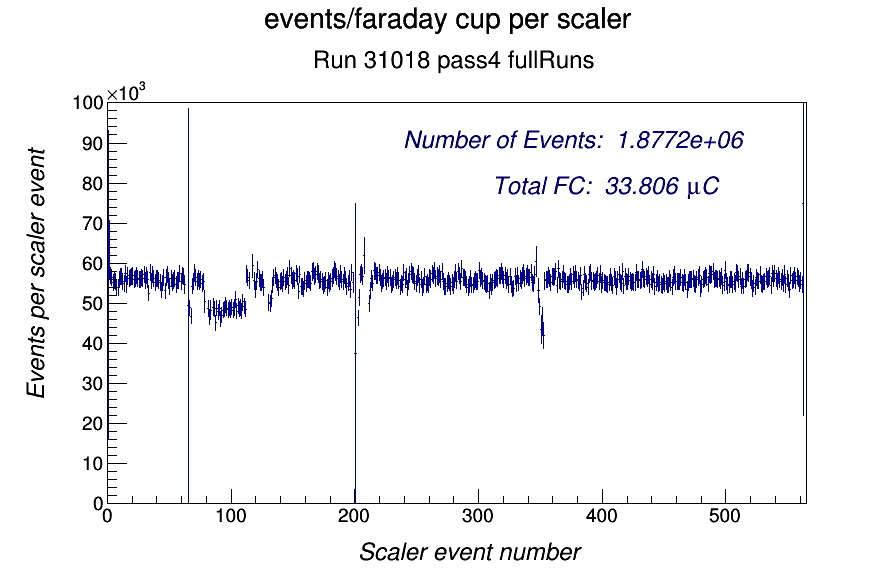 events/faraday cup per scaler
Run 31018 pass4 fullRuns
×10³
100
90
80
70
60
50
40
30
20
10
0
Number of Events: 1.8772e+06
Total FC: 33.806 μC
Events per scaler event
0 100 200 300 400 500
Scaler event number